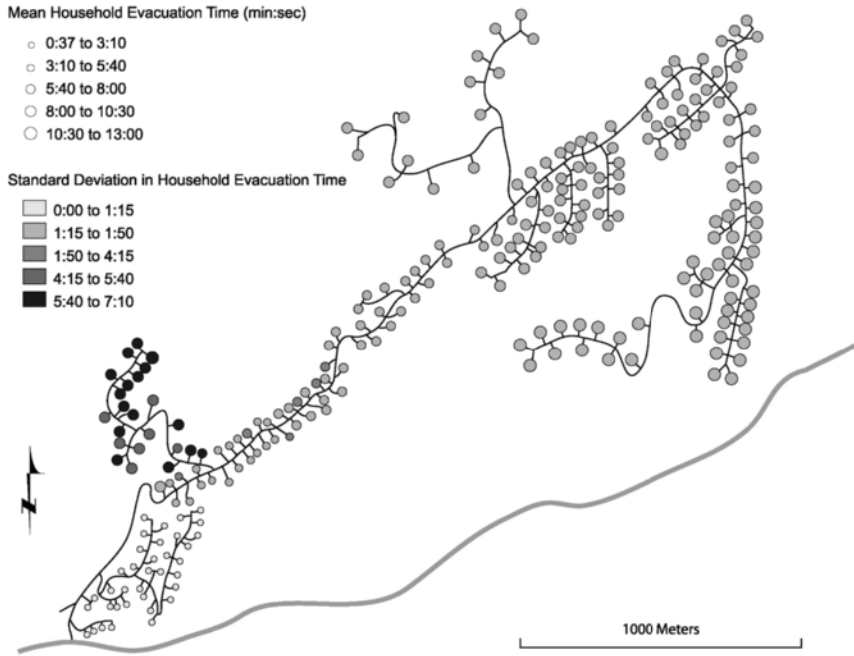 Mean Household Evacuation Time (min:sec)
0:37 to 3:10
3:10 to 5:40
5:40 to 8:00
8:00 to 10:30
10:30 to 13:00
Standard Deviation in Household Evacuation Time
0:00 to 1:15
1:15 to 1:50
1:50 to 4:15
4:15 to 5:40
5:40 to 7:10
N
1000 Meters